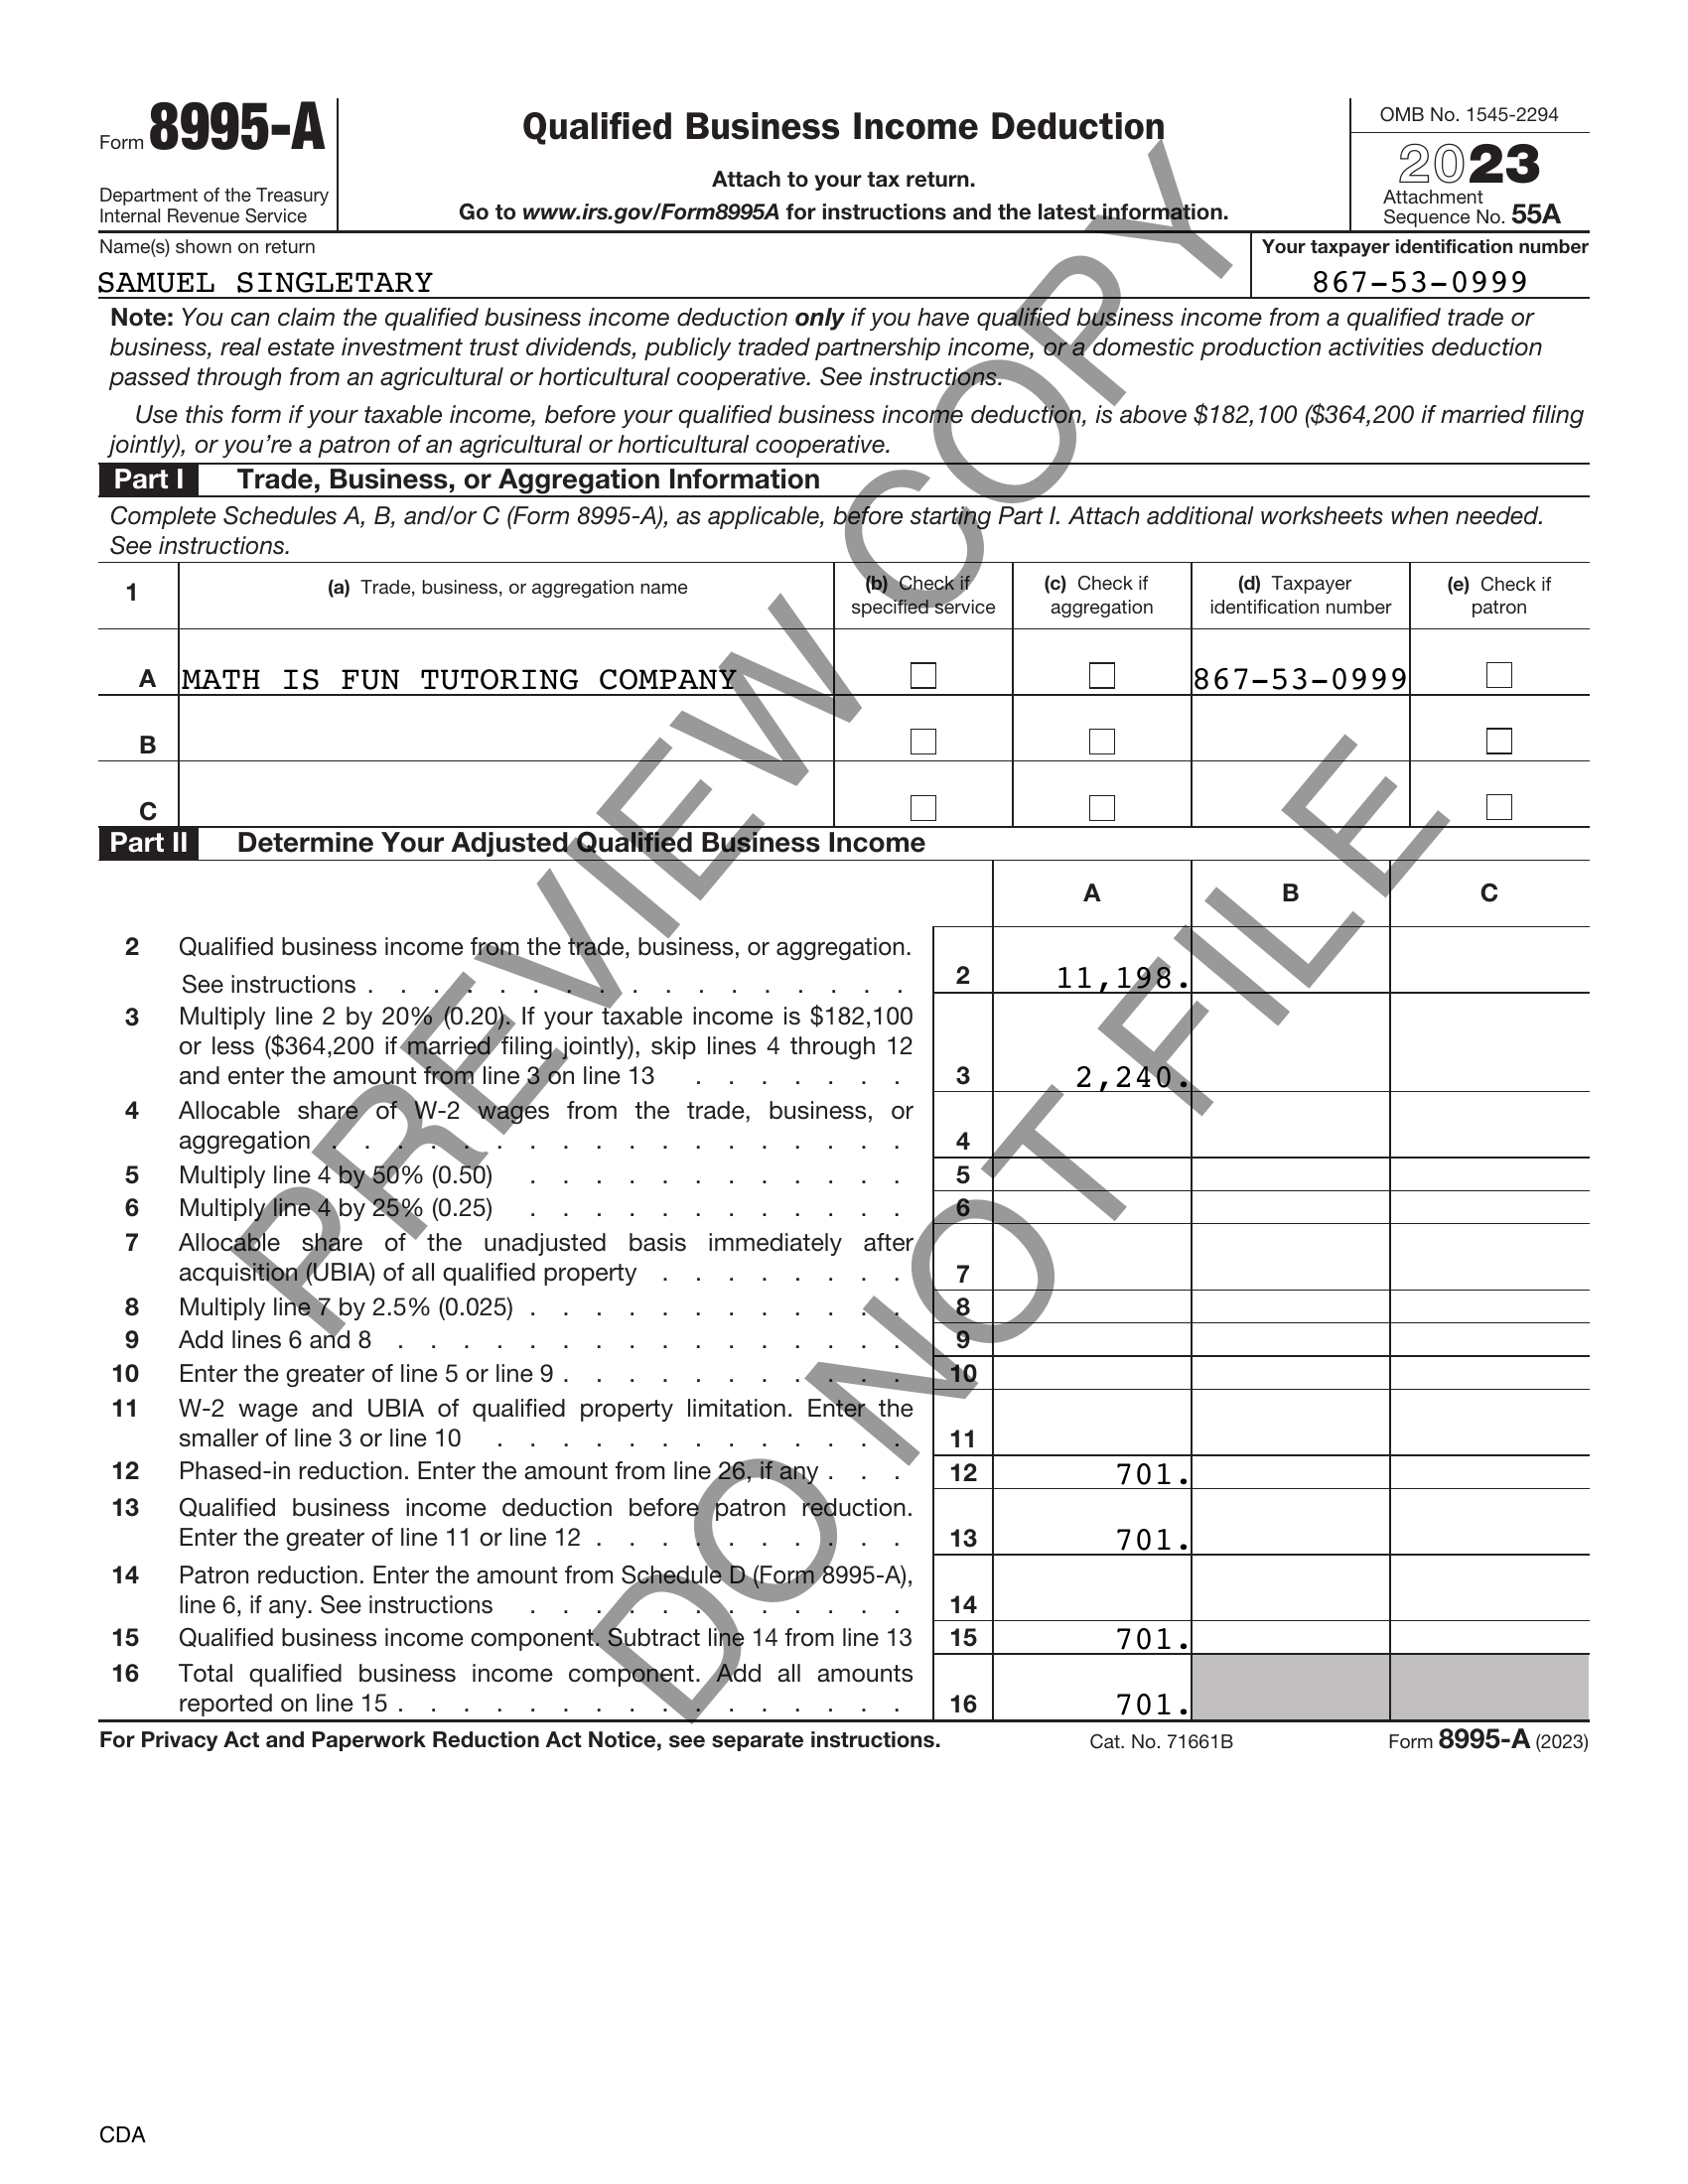 Form 8995-A
Department of the Treasury
Internal Revenue Service
Qualified Business Income Deduction
Attach to your tax return.
Go to www.irs.gov/Form8995A for instructions and the latest information.
OMB No. 1545-2294
2023
Attachment
Sequence No. 55A
Name(s) shown on return
SAMUEL SINGLETARY
Your taxpayer identification number
867-53-0999
Note: You can claim the qualified business income deduction only if you have qualified business income from a qualified trade or
business, real estate investment trust dividends, publicly traded partnership income, or a domestic production activities deduction
passed through from an agricultural or horticultural cooperative. See instructions.
Use this form if your taxable income, before your qualified business income deduction, is above $182,100 ($364,200 if married filing
jointly), or you’re a patron of an agricultural or horticultural cooperative.
Part I Trade, Business, or Aggregation Information
Complete Schedules A, B, and/or C (Form 8995-A), as applicable, before starting Part I. Attach additional worksheets when needed.
See instructions.
1 (a) Trade, business, or aggregation name
(b) Check if
specified service
(c) Check if
aggregation
(d) Taxpayer
identification number
(e) Check if
patron
A MATH IS FUN TUTORING COMPANY 867-53-0999
B
C
Part II Determine Your Adjusted Qualified Business Income
A B C
2 Qualified business income from the trade, business, or aggregation.
See instructions . . . . . . . . . . . . . . . . . 2 11,198.
3 Multiply line 2 by 20% (0.20). If your taxable income is $182,100
or less ($364,200 if married filing jointly), skip lines 4 through 12
and enter the amount from line 3 on line 13 . . . . . . . 3 2,240.
4 Allocable share of W-2 wages from the trade, business, or
aggregation . . . . . . . . . . . . . . . . . . 4
5 Multiply line 4 by 50% (0.50) . . . . . . . . . . . . 5
6 Multiply line 4 by 25% (0.25) . . . . . . . . . . . . 6
7 Allocable share of the unadjusted basis immediately after
acquisition (UBIA) of all qualified property . . . . . . . . 7
8 Multiply line 7 by 2.5% (0.025) . . . . . . . . . . . . 8
9 Add lines 6 and 8 . . . . . . . . . . . . . . . . 9
10 Enter the greater of line 5 or line 9 . . . . . . . . . . . 10
11 W-2 wage and UBIA of qualified property limitation. Enter the
smaller of line 3 or line 10 . . . . . . . . . . . . . 11
12 Phased-in reduction. Enter the amount from line 26, if any . . . 12 701.
13 Qualified business income deduction before patron reduction.
Enter the greater of line 11 or line 12 . . . . . . . . . . 13 701.
14 Patron reduction. Enter the amount from Schedule D (Form 8995-A),
line 6, if any. See instructions . . . . . . . . . . . . 14
15 Qualified business income component. Subtract line 14 from line 13 15 701.
16 Total qualified business income component. Add all amounts
reported on line 15 . . . . . . . . . . . . . . . . 16 701.
For Privacy Act and Paperwork Reduction Act Notice, see separate instructions. Cat. No. 71661B Form 8995-A (2023)
CDA
PREVIEW COPY
DO NOT FILE